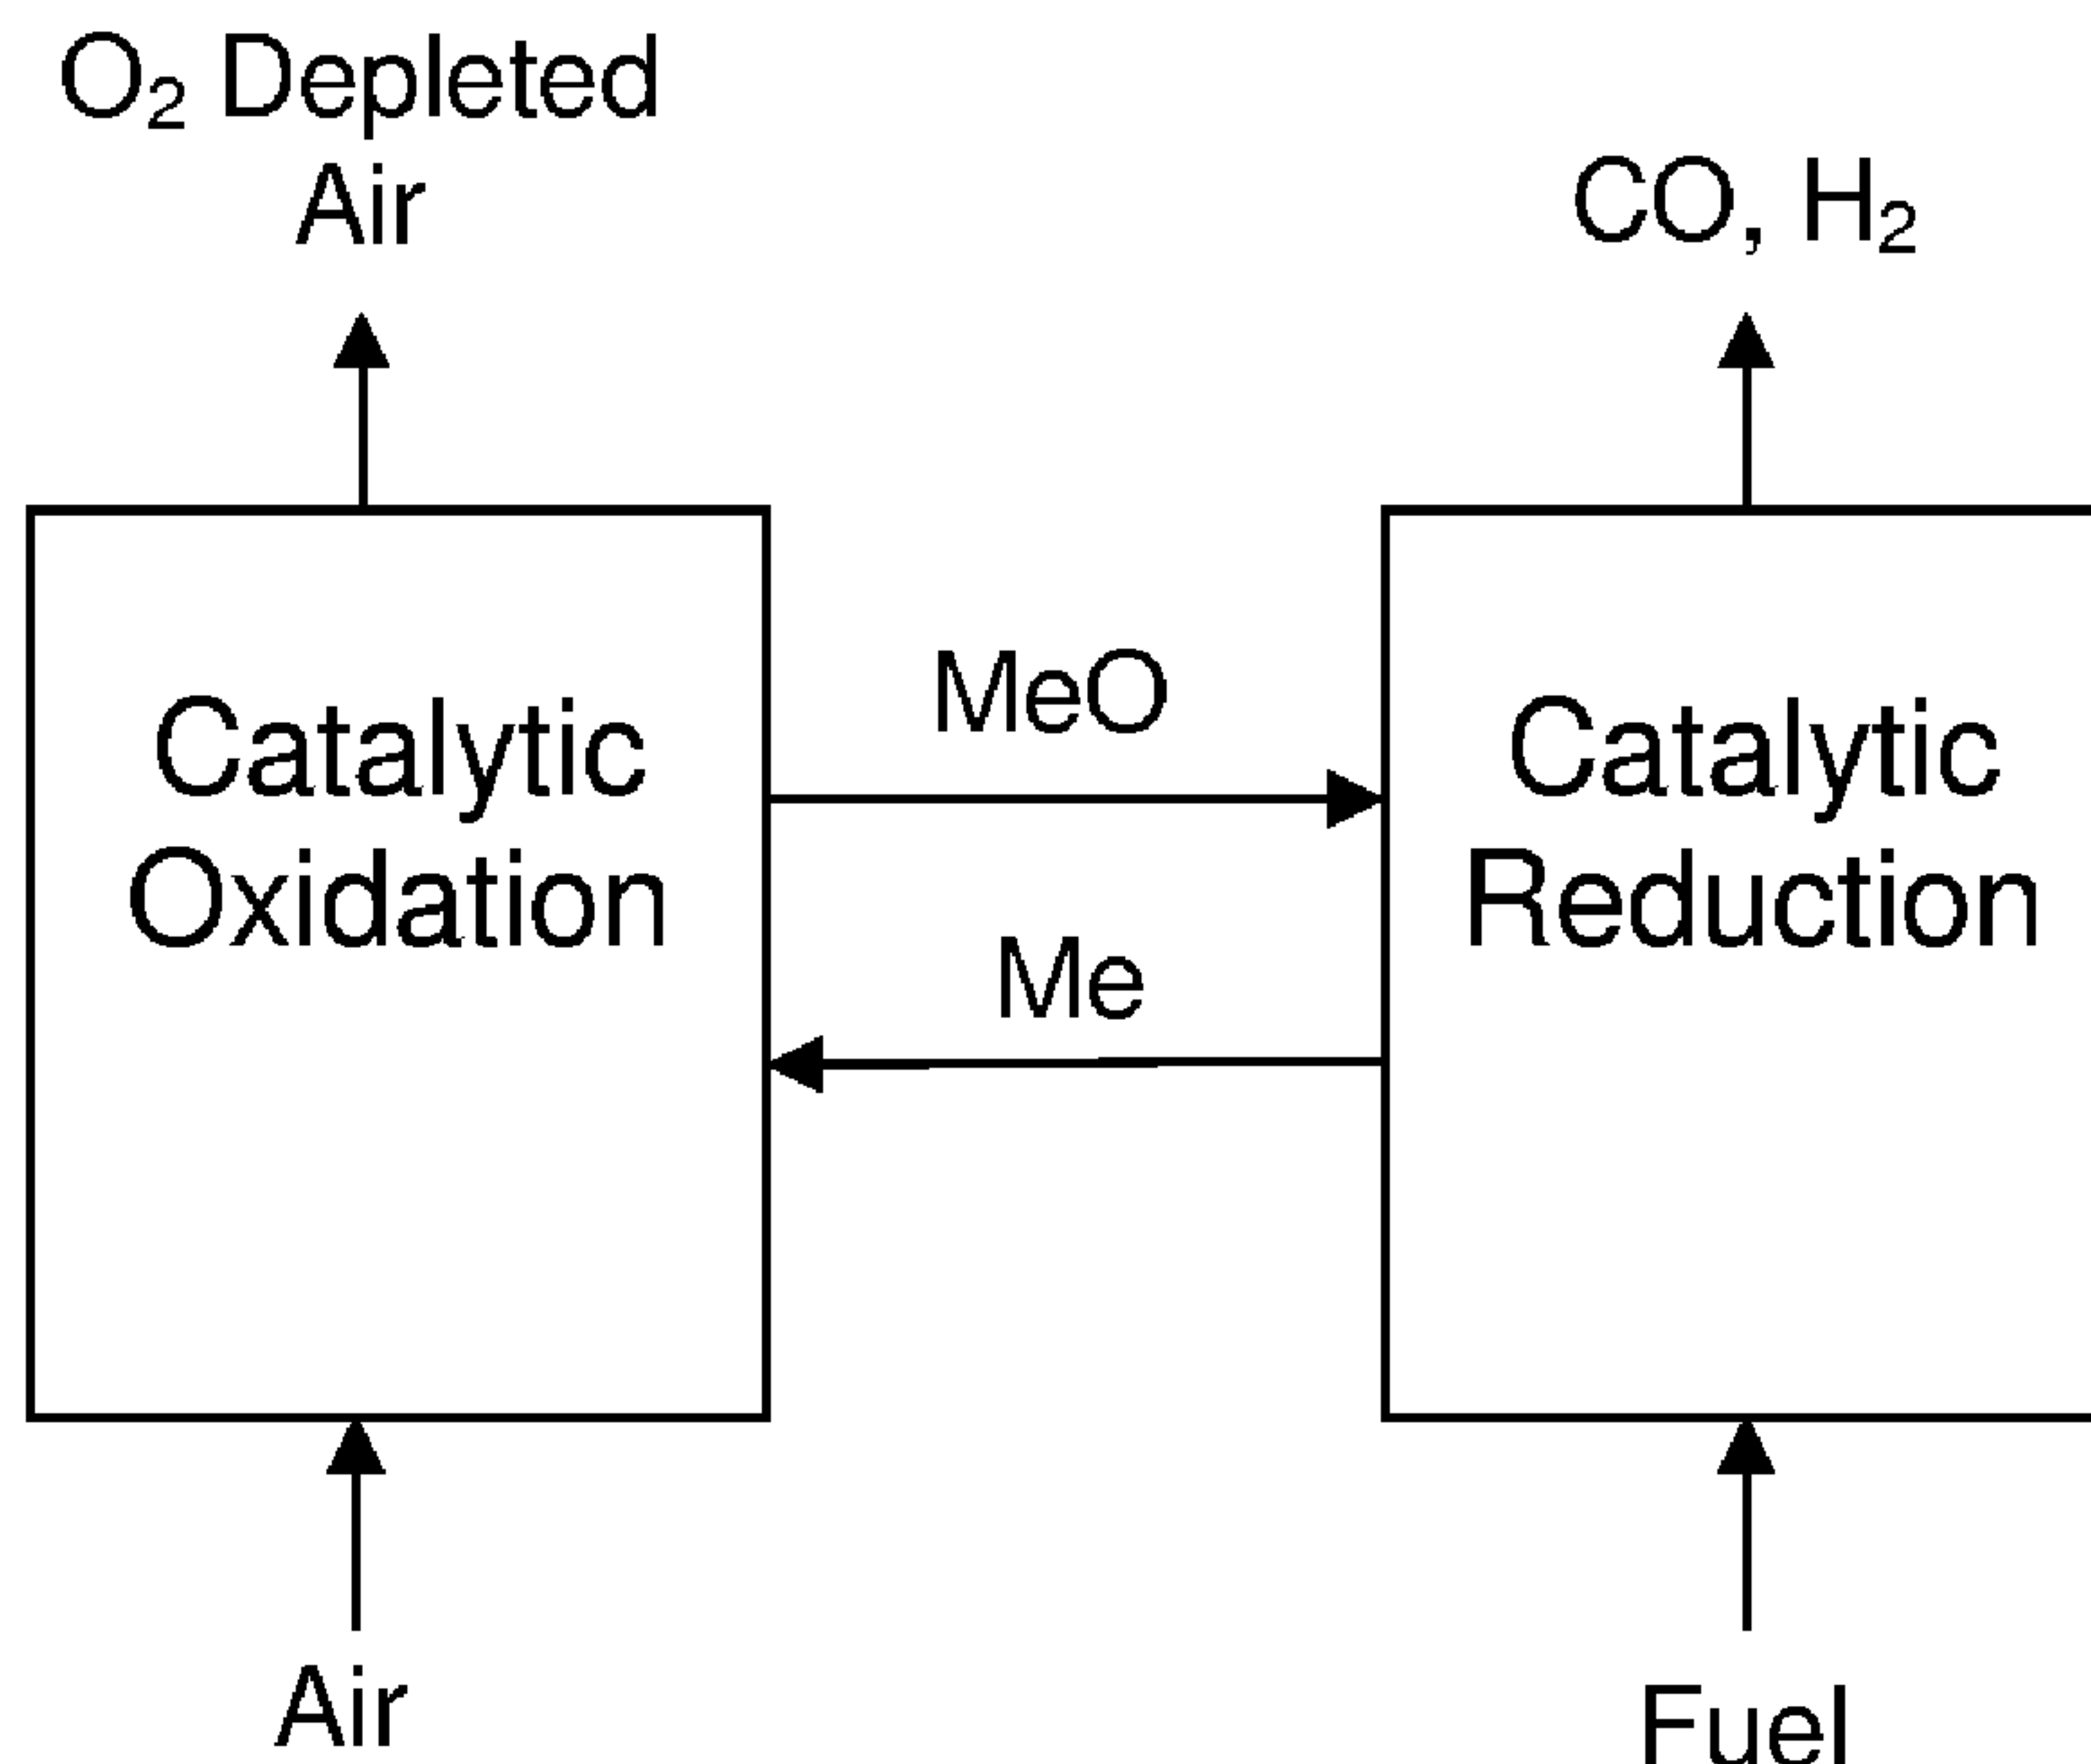 O₂ Depleted
Air
CO, H₂
MeO
Catalytic
Oxidation
Catalytic
Reduction
Me
Air
Fuel